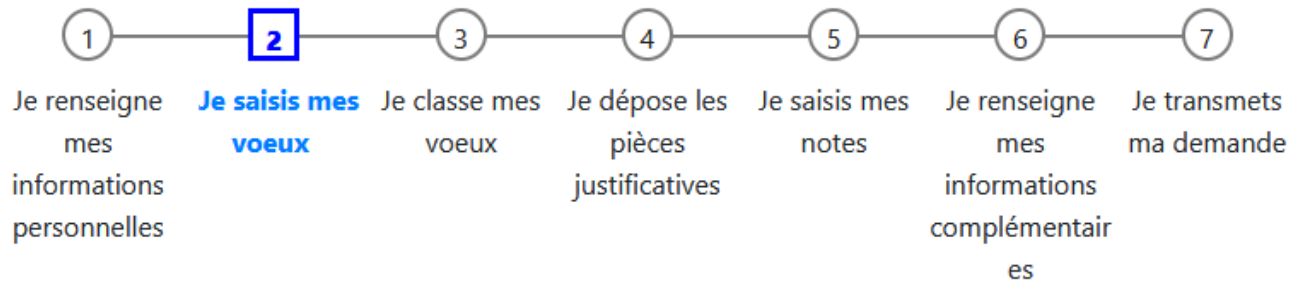 1
2
3
4
5
6
7
Je renseigne
mes
informations
personnelles
Je saisis mes
voeux
Je classe mes
voeux
Je dépose les
pièces
justificatives
Je saisis mes
notes
Je renseigne
mes
informations
complémentair
es
Je transmets
ma demande